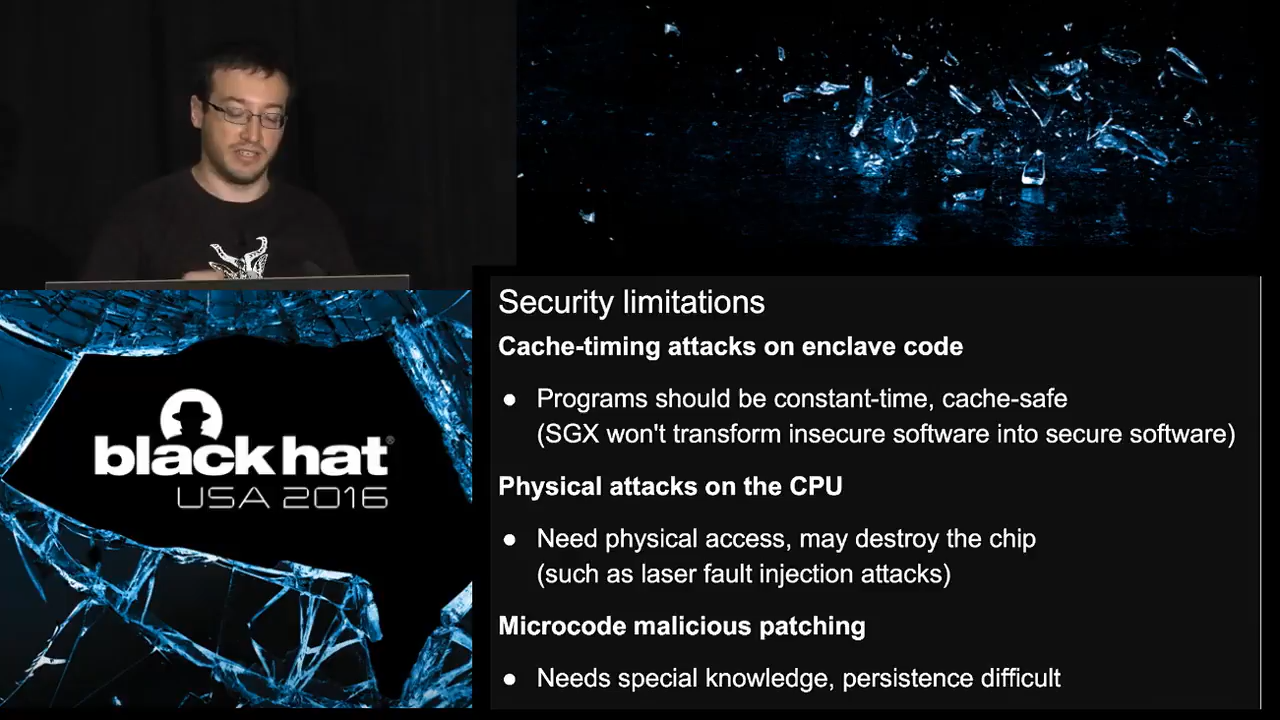 black hat®
USA 2016
Security limitations
Cache-timing attacks on enclave code
● Programs should be constant-time, cache-safe
(SGX won't transform insecure software into secure software)
Physical attacks on the CPU
● Need physical access, may destroy the chip
(such as laser fault injection attacks)
Microcode malicious patching
● Needs special knowledge, persistence difficult